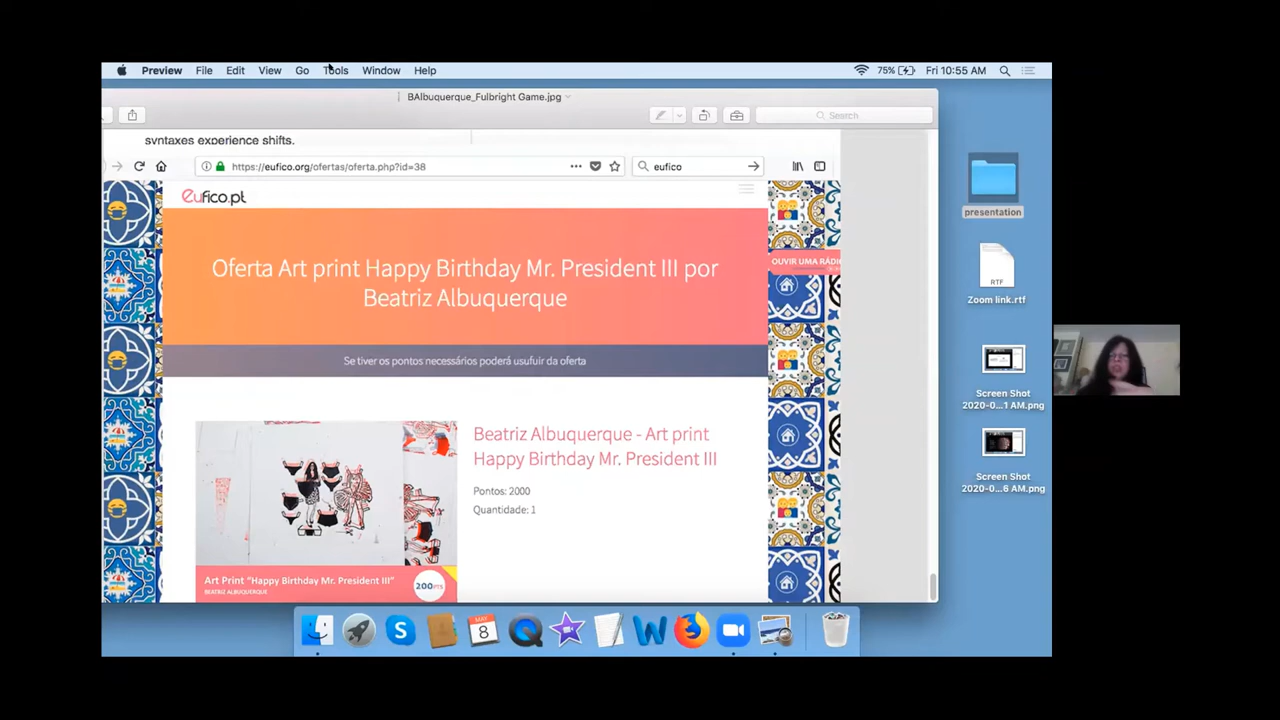 Preview File Edit View Go Tools Window Help
75% Fri 10:55 AM
BAlbuquerque_Fulbright Game.jpg
Search
syntaxes experience shifts.
https://eufico.org/ofertas/oferta.php?id=38
eufico
eufico.pt
Oferta Art print Happy Birthday Mr. President III por
Beatriz Albuquerque
OUVIR UMA RÁDI
Se tiver os pontos necessários poderá usufuir da oferta
Beatriz Albuquerque - Art print
Happy Birthday Mr. President III
Pontos: 2000
Quantidade: 1
Art Print “Happy Birthday Mr. President III”
BEATRIZ ALBUQUERQUE
200PTS
presentation
RTF
Zoom link.rtf
Screen Shot
2020-0...1 AM.png
Screen Shot
2020-0...6 AM.png
MAY
8